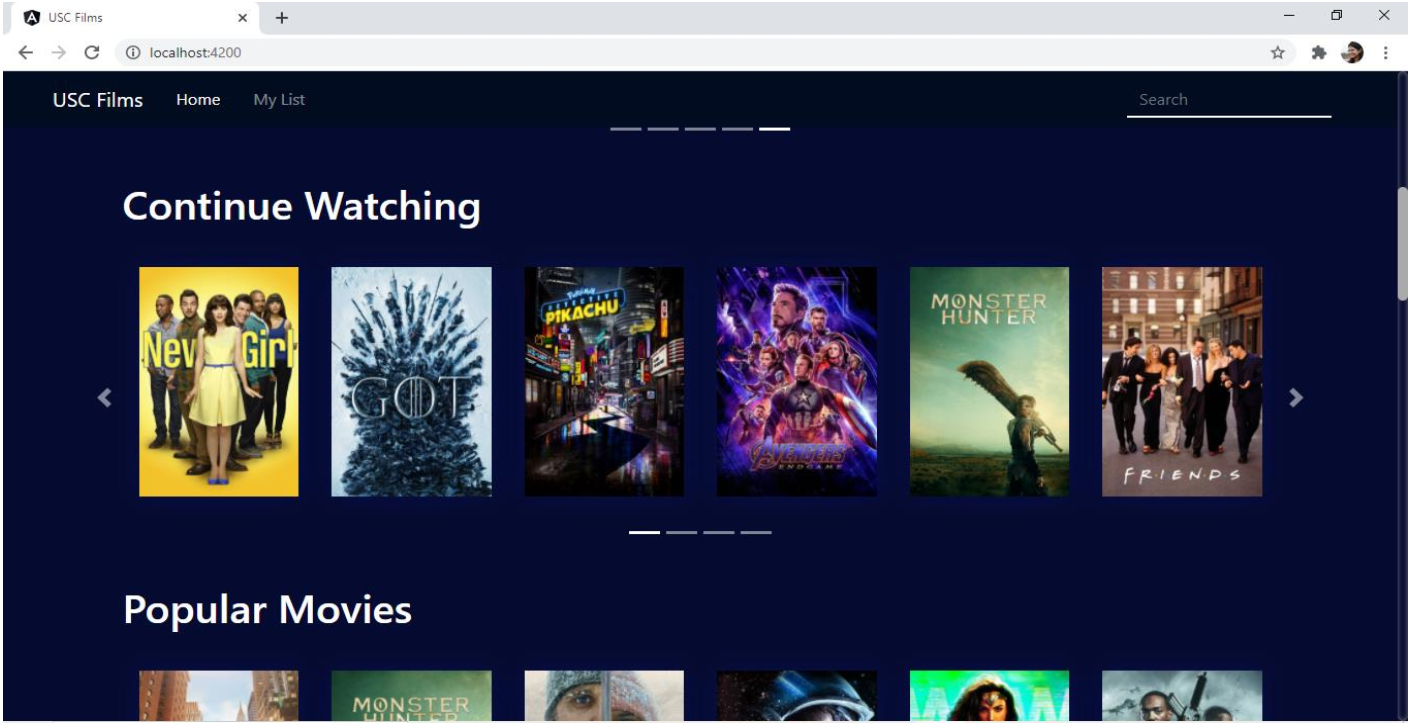 USC Films
localhost:4200
USC Films Home My List Search
Continue Watching
New Girl
GOT
Pokémon
DETECTIVE
PIKACHU
AVENGERS
ENDGAME
MONSTER
HUNTER
F·R·I·E·N·D·S
Popular Movies
MONSTER
HUNTER